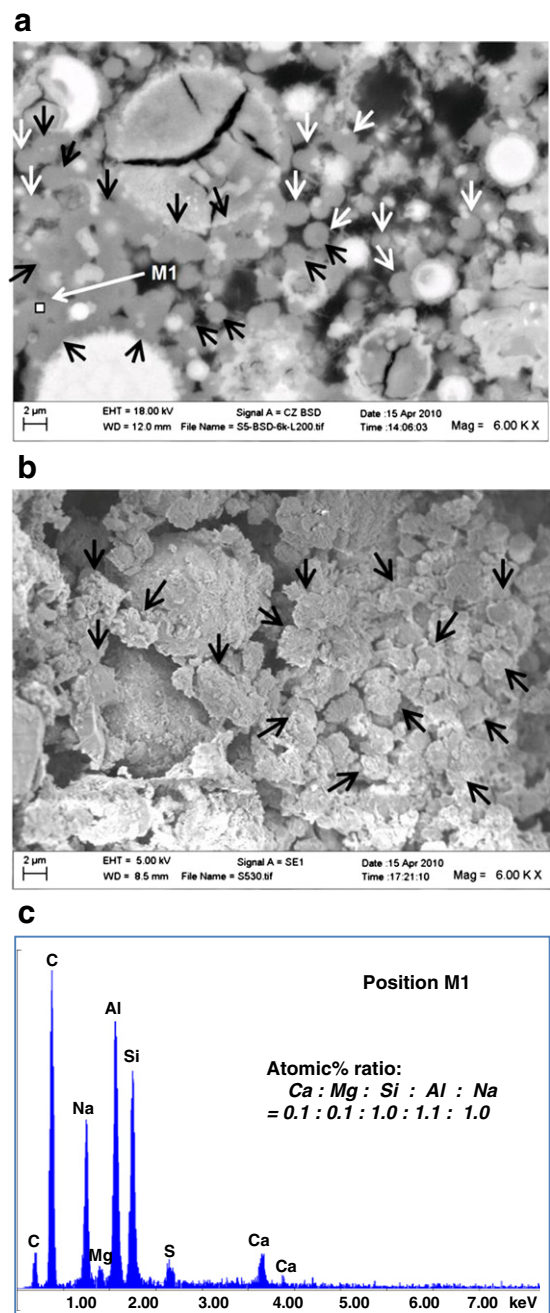 a
M1
2 µm
EHT = 18.00 kV
Signal A = CZ BSD
Date :15 Apr 2010
WD = 12.0 mm
File Name = S5-BSD-6k-L200.tif
Time :14:06:03
Mag = 6.00 K X
b
2 µm
EHT = 5.00 kV
Signal A = SE1
Date :15 Apr 2010
WD = 8.5 mm
File Name = S530.tif
Time :17:21:10
Mag = 6.00 K X
c
C
Position M1
Al
Si
Atomic% ratio:
Ca : Mg : Si : Al : Na
= 0.1 : 0.1 : 1.0 : 1.1 : 1.0
Na
C
Mg
S
Ca
Ca
1.00 2.00 3.00 4.00 5.00 6.00 7.00 keV